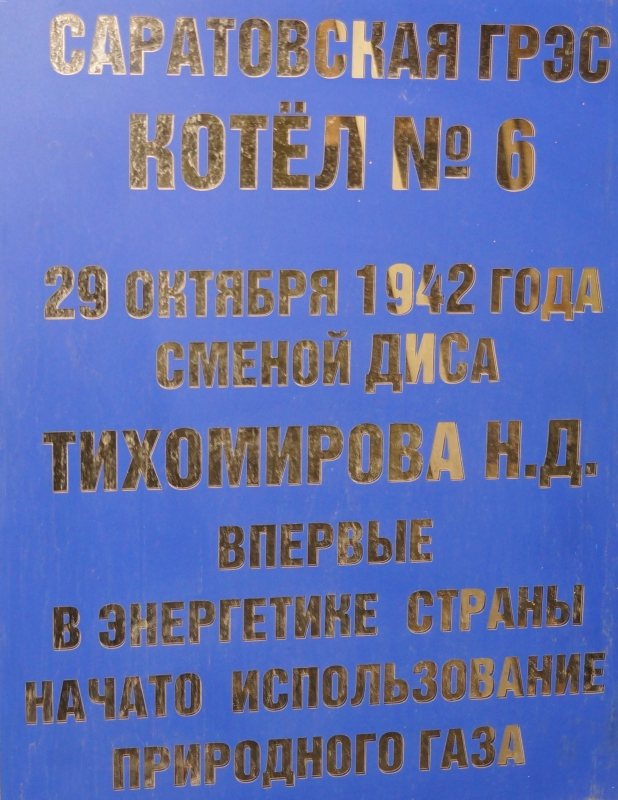 САРАТОВСКАЯ ГРЭС
КОТЁЛ № 6
29 ОКТЯБРЯ 1942 ГОДА
СМЕНОЙ ДИСА
ТИХОМИРОВА Н.Д.
ВПЕРВЫЕ
В ЭНЕРГЕТИКЕ СТРАНЫ
НАЧАТО ИСПОЛЬЗОВАНИЕ
ПРИРОДНОГО ГАЗА